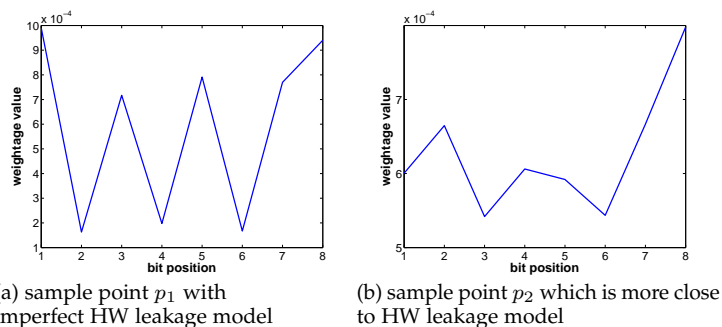 x 10⁻⁴
10
9
8
7
6
5
4
3
2
1
1 2 3 4 5 6 7 8
weightage value
bit position
(a) sample point p₁ with
imperfect HW leakage model
x 10⁻⁴
7
6
5
1 2 3 4 5 6 7 8
weightage value
bit position
(b) sample point p₂ which is more close
to HW leakage model